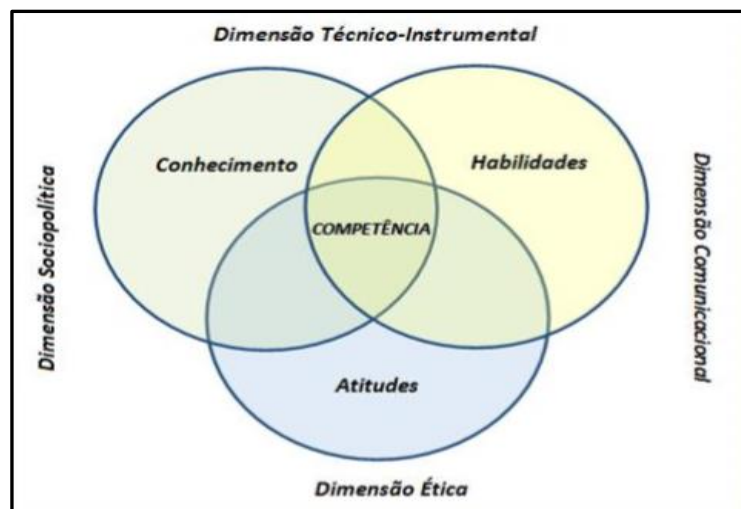 Dimensão Técnico-Instrumental
Conhecimento
Habilidades
Dimensão Sociopolítica
COMPETÊNCIA
Dimensão Comunicacional
Atitudes
Dimensão Ética